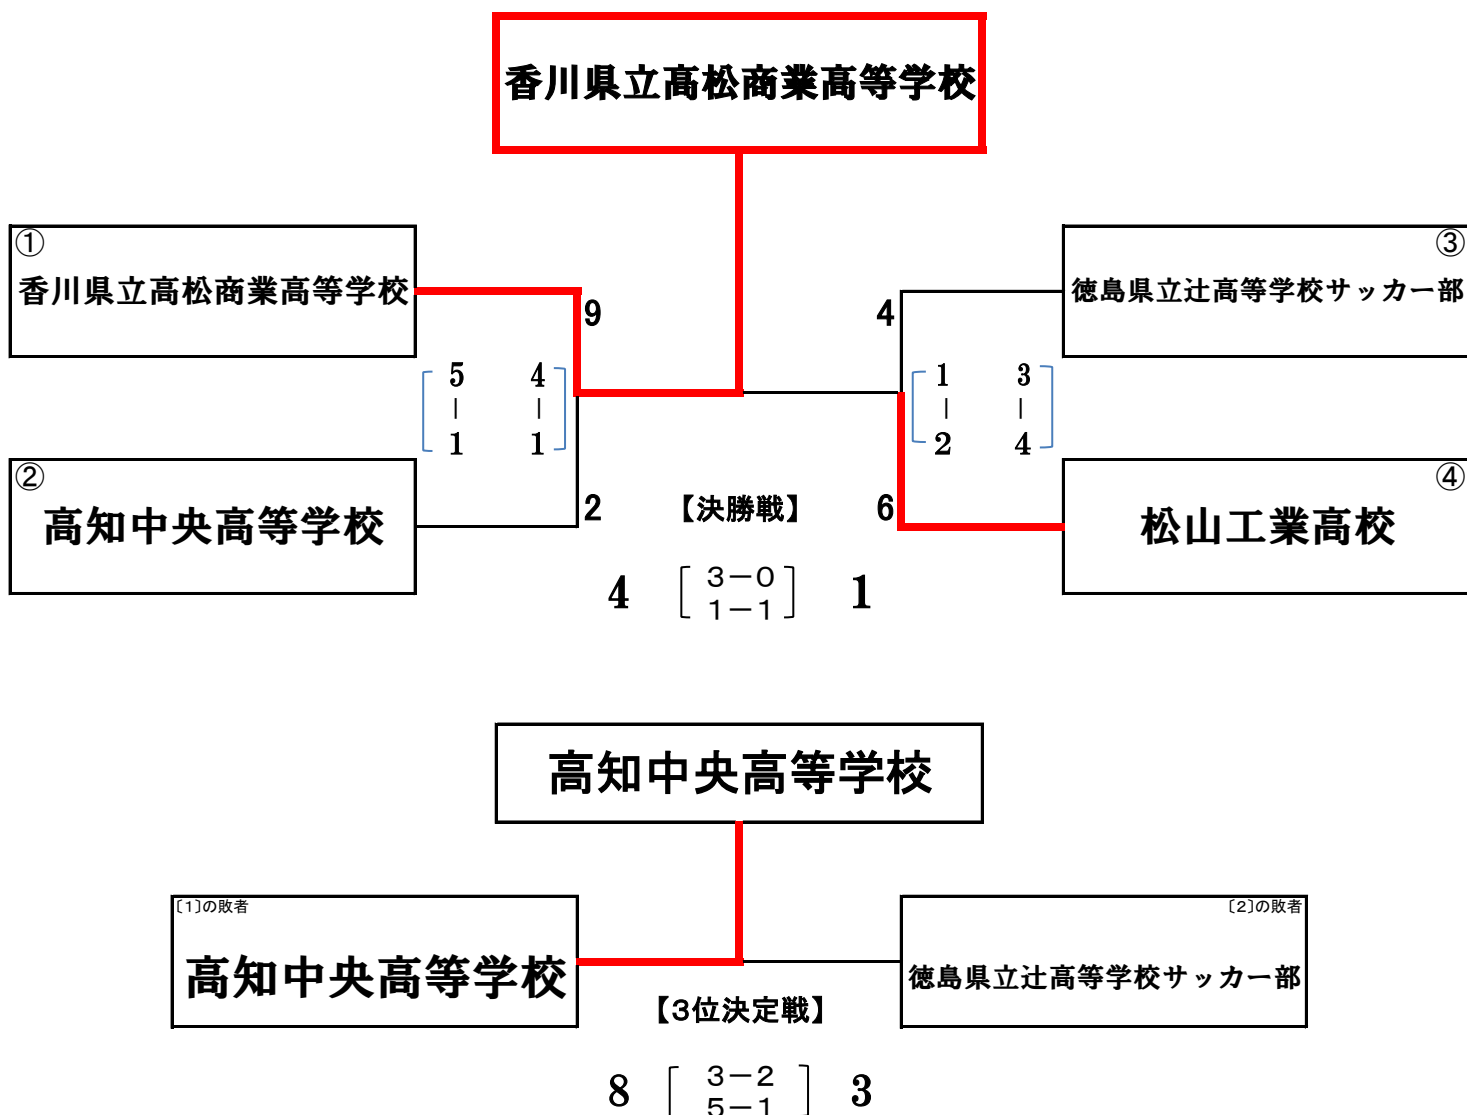 香川県立高松商業高等学校
①
香川県立高松商業高等学校
③
徳島県立辻高等学校サッカー部
9
4
5 4
- -
1 1
1 3
- -
2 4
②
高知中央高等学校
④
松山工業高校
2
【決勝戦】
6
4 3-0 1
1-1
高知中央高等学校
〔1〕の敗者
高知中央高等学校
〔2〕の敗者
徳島県立辻高等学校サッカー部
【3位決定戦】
8 3-2 3
5-1